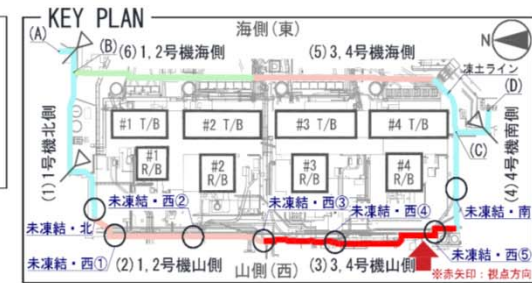 KEY PLAN
(A)
(B)
(6) 1,2号機海側
海側(東)
(5) 3,4号機海側
N
凍土ライン
(D)
#1 T/B
#2 T/B
#3 T/B
#4 T/B
(C)
(1) 1号機北側
#1
R/B
#2
R/B
#3
R/B
#4
R/B
(4) 4号機南側
未凍結・北
未凍結・西②
未凍結・西③
未凍結・西④
未凍結・南
未凍結・西①
(2) 1,2号機山側
山側(西)
(3) 3,4号機山側
未凍結・西⑤
※赤矢印:視点方向